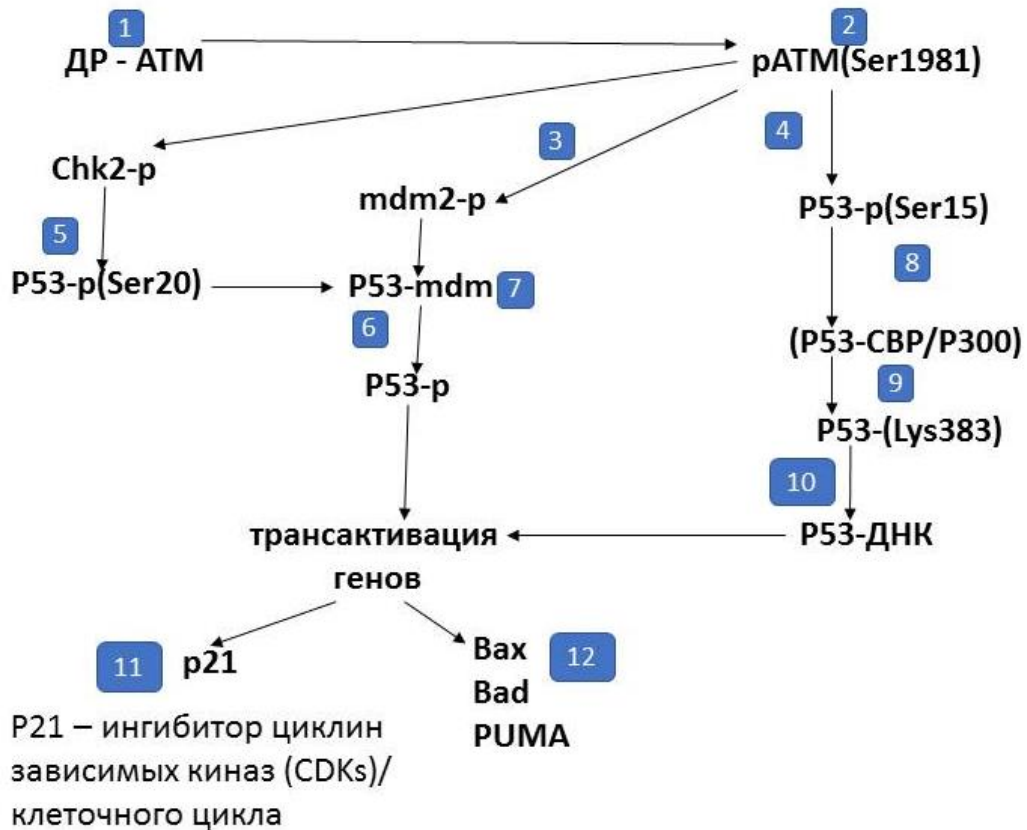 1
2
ДР - АТМ
рАТМ(Ser1981)
3
4
Chk2-p
mdm2-p
P53-p(Ser15)
5
8
P53-p(Ser20)
P53-mdm 7
6
(P53-CBP/P300)
9
P53-p
P53-(Lys383)
10
трансактивация
генов
P53-ДНК
11
p21
Bax
12
Bad
PUMA
P21 – ингибитор циклин
зависимых киназ (CDKs)/
клеточного цикла